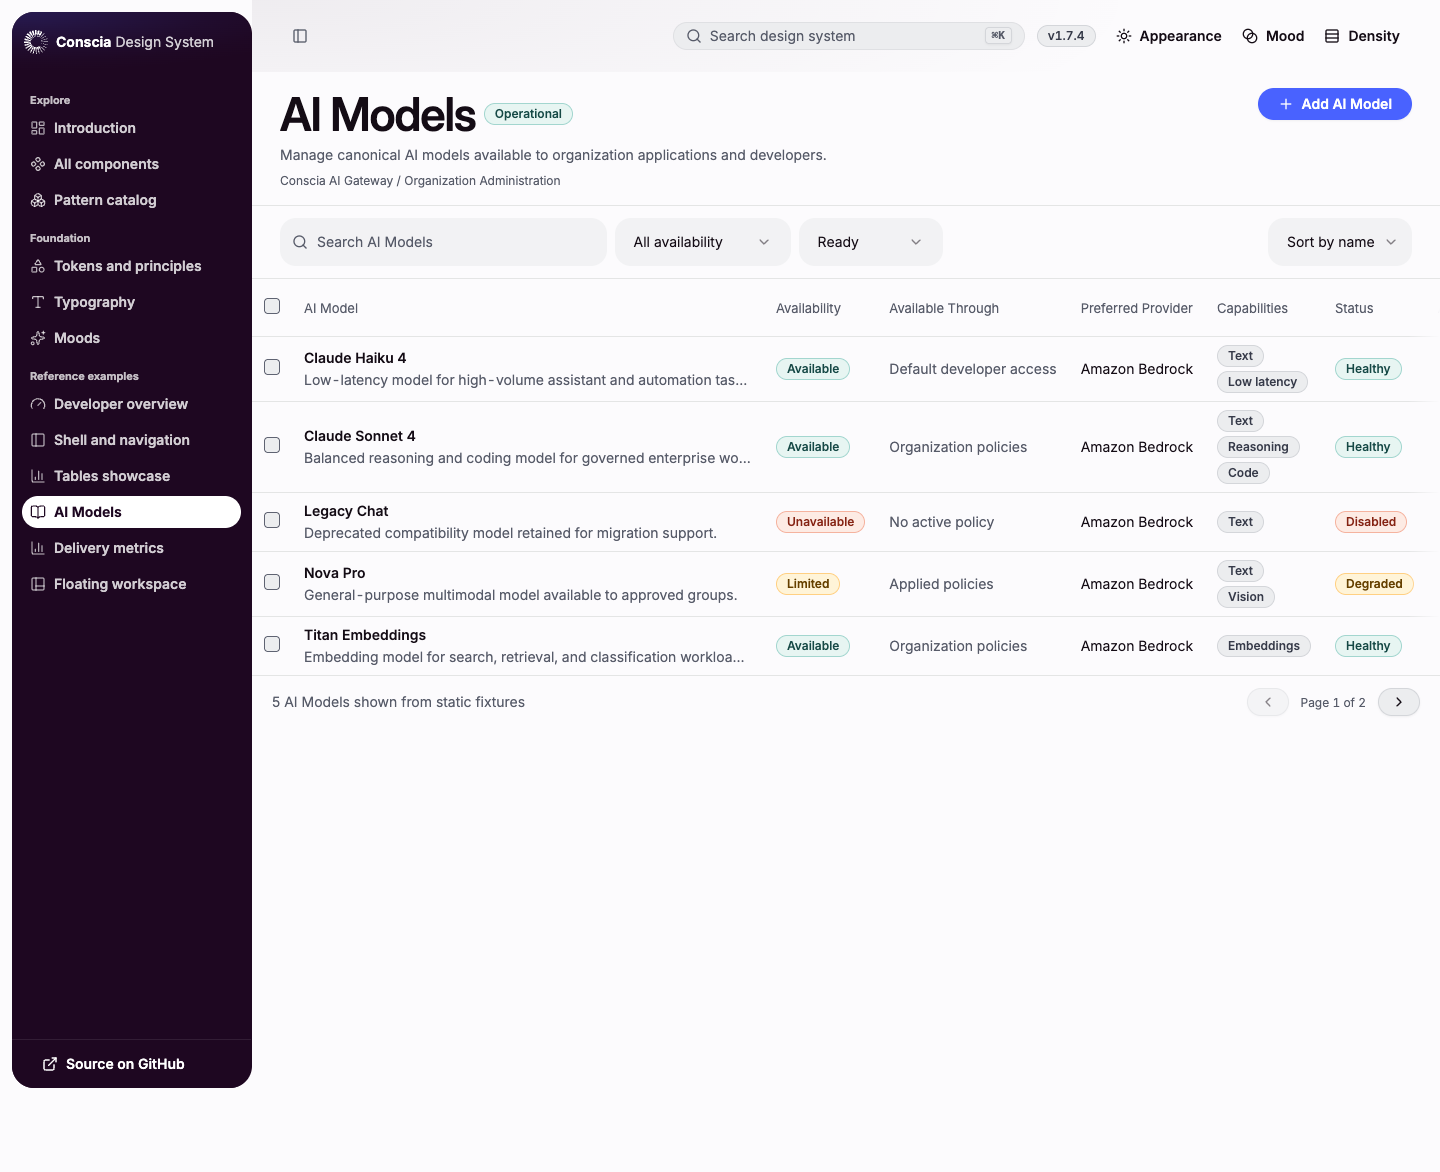 Conscia Design System
Search design system
⌘K
v1.7.4
Appearance
Mood
Density
Explore
Introduction
All components
Pattern catalog
Foundation
Tokens and principles
Typography
Moods
Reference examples
Developer overview
Shell and navigation
Tables showcase
AI Models
Delivery metrics
Floating workspace
Source on GitHub
AI Models
Operational
Add AI Model
Manage canonical AI models available to organization applications and developers.
Conscia AI Gateway / Organization Administration
Search AI Models
All availability
Ready
Sort by name
AI Model
Availability
Available Through
Preferred Provider
Capabilities
Status
Claude Haiku 4
Low-latency model for high-volume assistant and automation tas...
Available
Default developer access
Amazon Bedrock
Text
Low latency
Healthy
Claude Sonnet 4
Balanced reasoning and coding model for governed enterprise wo...
Available
Organization policies
Amazon Bedrock
Text
Reasoning
Code
Healthy
Legacy Chat
Deprecated compatibility model retained for migration support.
Unavailable
No active policy
Amazon Bedrock
Text
Disabled
Nova Pro
General-purpose multimodal model available to approved groups.
Limited
Applied policies
Amazon Bedrock
Text
Vision
Degraded
Titan Embeddings
Embedding model for search, retrieval, and classification workloa...
Available
Organization policies
Amazon Bedrock
Embeddings
Healthy
5 AI Models shown from static fixtures
Page 1 of 2